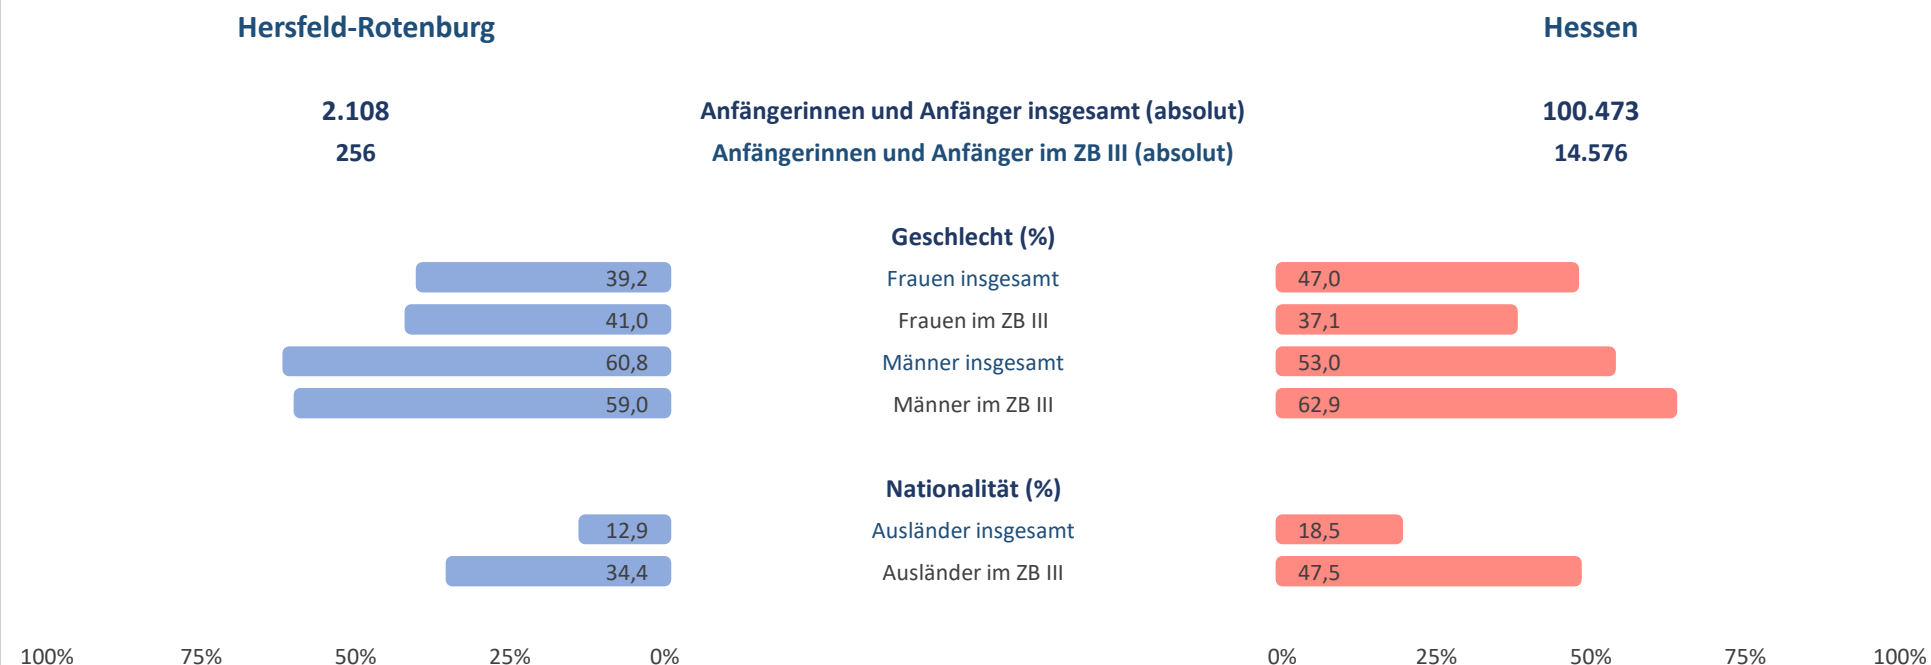 Hersfeld-Rotenburg Hessen
2.108 Anfängerinnen und Anfänger insgesamt (absolut) 100.473
256 Anfängerinnen und Anfänger im ZB III (absolut) 14.576
Geschlecht (%)
39,2 Frauen insgesamt 47,0
41,0 Frauen im ZB III 37,1
60,8 Männer insgesamt 53,0
59,0 Männer im ZB III 62,9
Nationalität (%)
12,9 Ausländer insgesamt 18,5
34,4 Ausländer im ZB III 47,5
100% 75% 50% 25% 0% 0% 25% 50% 75% 100%